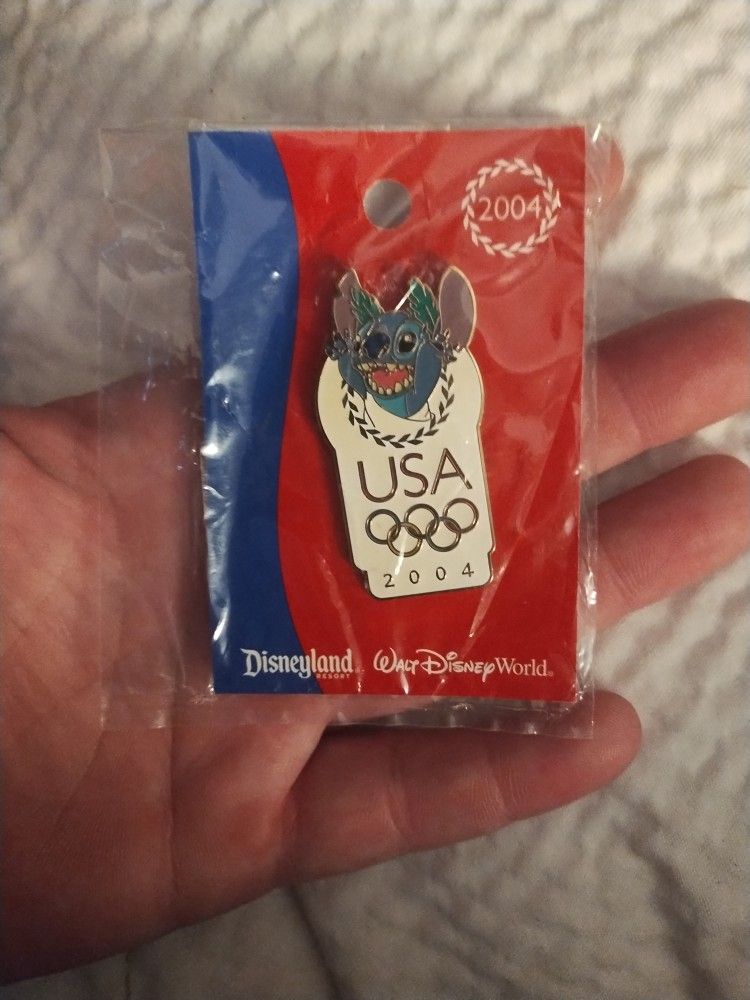 2004
USA
2004
Disneyland
RESORT
WALT DISNEY World